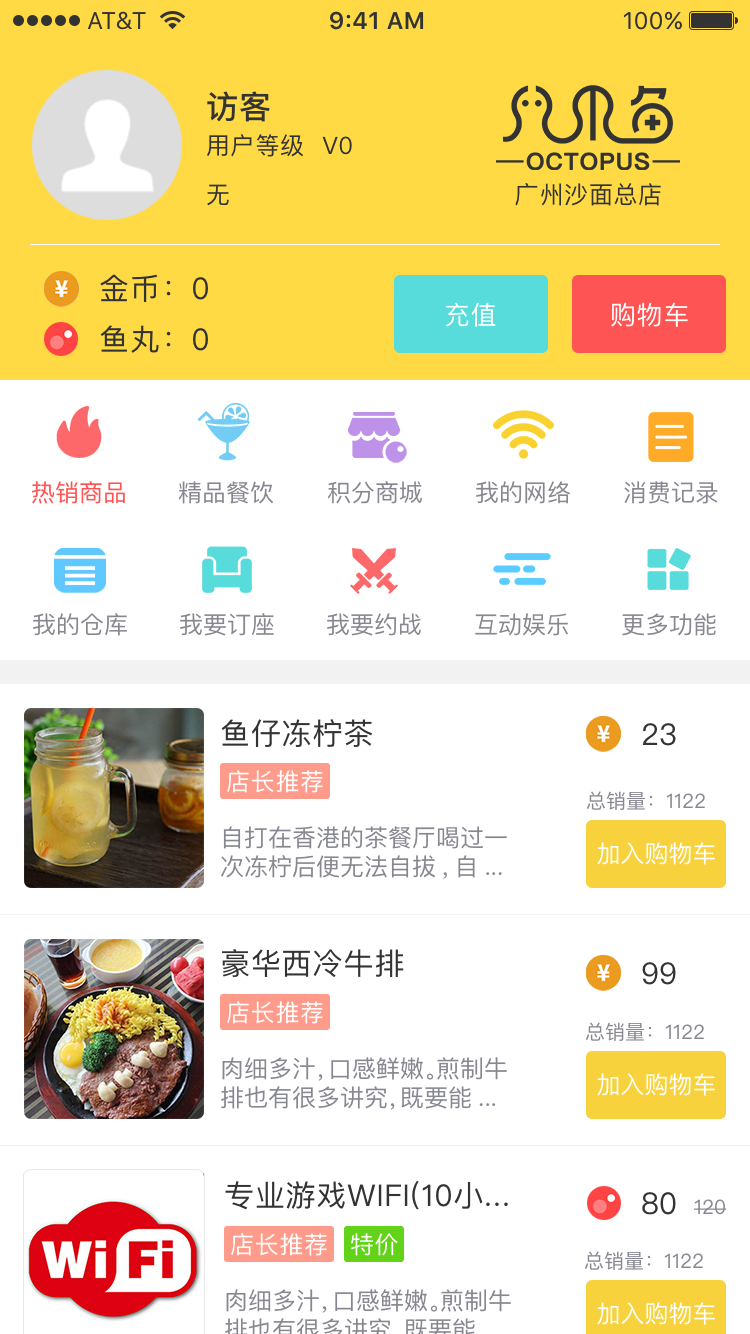 AT&T 9:41 AM 100%
访客
用户等级 V0
无
OCTOPUS
广州沙面总店
¥ 金币：0
鱼丸：0
充值
购物车
热销商品 精品餐饮 积分商城 我的网络 消费记录
我的仓库 我要订座 我要约战 互动娱乐 更多功能
鱼仔冻柠茶
¥ 23
店长推荐
总销量：1122
自打在香港的茶餐厅喝过一
次冻柠后便无法自拔，自 ...
加入购物车
豪华西冷牛排
¥ 99
店长推荐
总销量：1122
肉细多汁，口感鲜嫩。煎制牛
排也有很多讲究，既要能 ...
加入购物车
专业游戏WIFI(10小...
80 120
店长推荐 特价
总销量：1122
WiFi
肉细多汁，口感鲜嫩。煎制牛
排也有很多讲究，既要能
加入购物车